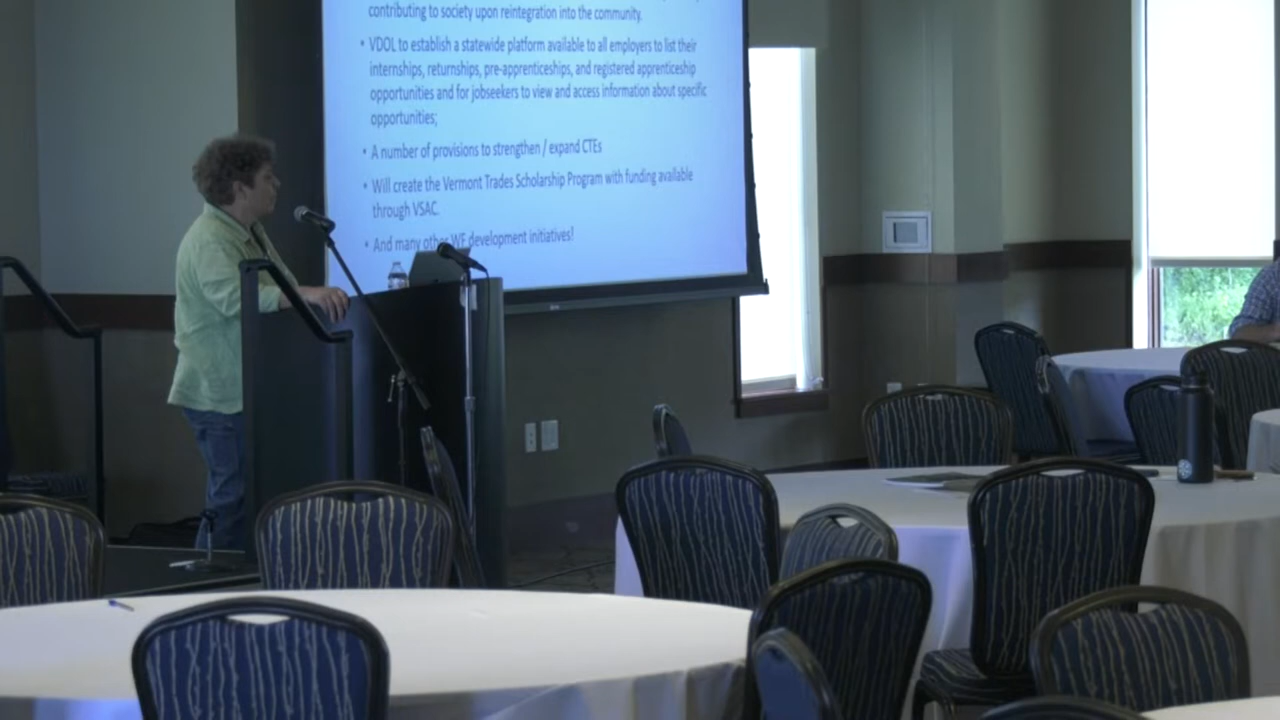 contributing to society upon reintegration into the community.
• VDOL to establish a statewide platform available to all employers to list their
internships, returnships, pre-apprenticeships, and registered apprenticeship
opportunities and for jobseekers to view and access information about specific
opportunities;
• A number of provisions to strengthen / expand CTEs
• Will create the Vermont Trades Scholarship Program with funding available
through VSAC.
• And many other WF development initiatives!